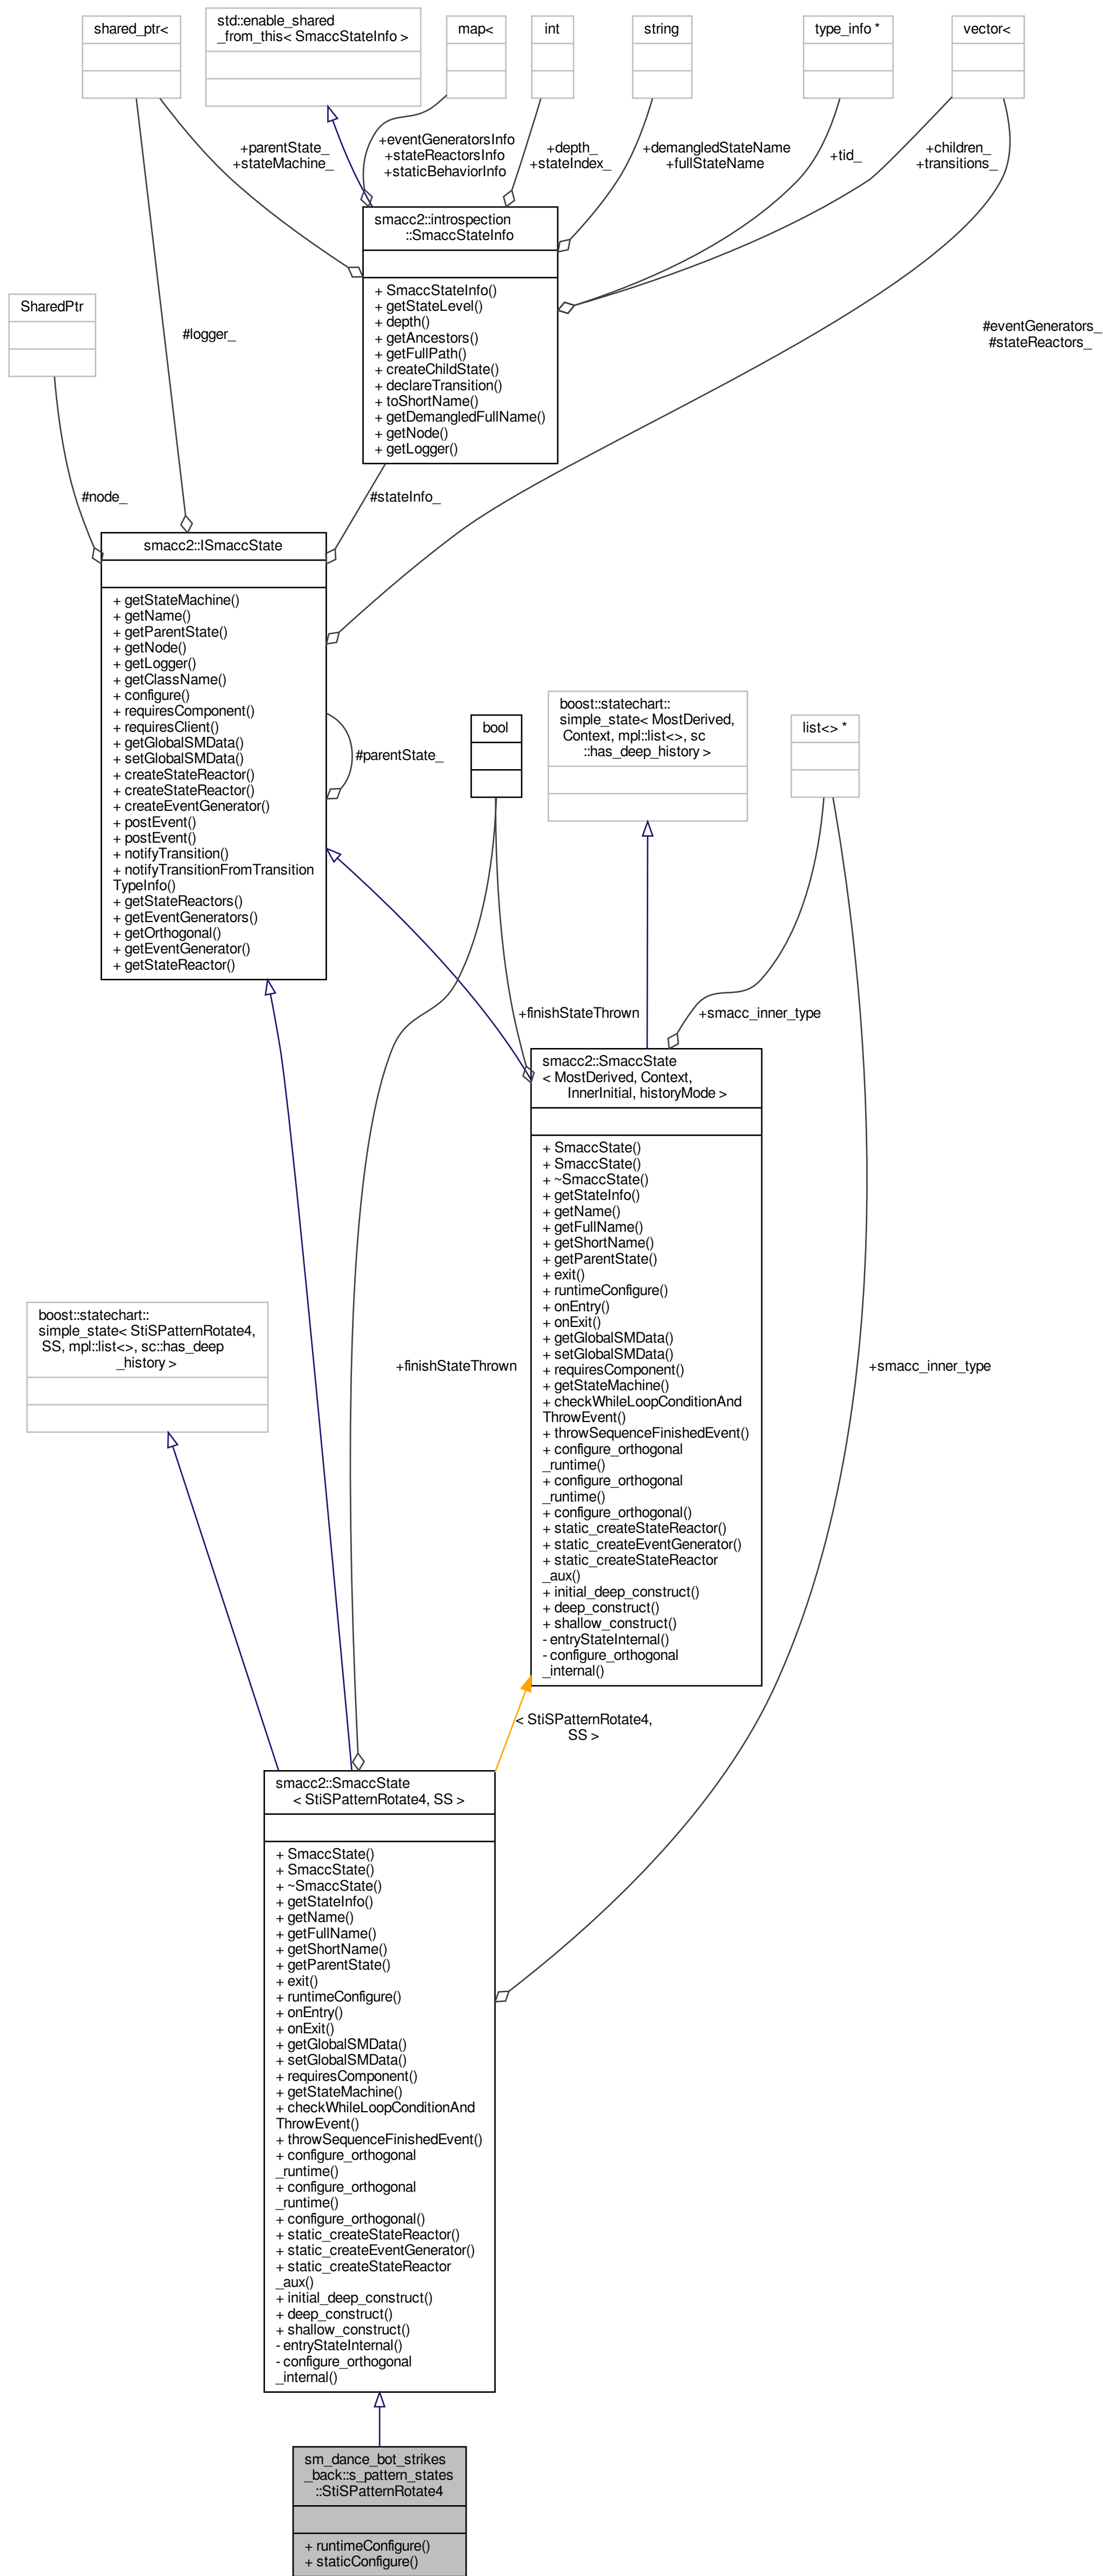 shared_ptr<
std::enable_shared
_from_this< SmaccStateInfo >
map<
int
string
type_info *
vector<
+parentState_
+stateMachine_
+eventGeneratorsInfo
+stateReactorsInfo
+staticBehaviorInfo
+depth_
+stateIndex_
+demangledStateName
+fullStateName
+tid_
+children_
+transitions_
smacc2::introspection
::SmaccStateInfo
+ SmaccStateInfo()
+ getStateLevel()
+ depth()
+ getAncestors()
+ getFullPath()
+ createChildState()
+ declareTransition()
+ toShortName()
+ getDemangledFullName()
+ getNode()
+ getLogger()
SharedPtr
#logger_
#eventGenerators_
#stateReactors_
#node_
#stateInfo_
smacc2::ISmaccState
+ getStateMachine()
+ getName()
+ getParentState()
+ getNode()
+ getLogger()
+ getClassName()
+ configure()
+ requiresComponent()
+ requiresClient()
+ getGlobalSMData()
+ setGlobalSMData()
+ createStateReactor()
+ createStateReactor()
+ createEventGenerator()
+ postEvent()
+ postEvent()
+ notifyTransition()
+ notifyTransitionFromTransition
TypeInfo()
+ getStateReactors()
+ getEventGenerators()
+ getOrthogonal()
+ getEventGenerator()
+ getStateReactor()
#parentState_
bool
boost::statechart::
simple_state< MostDerived,
Context, mpl::list<>, sc
::has_deep_history >
list<> *
+finishStateThrown
+smacc_inner_type
smacc2::SmaccState
< MostDerived, Context,
InnerInitial, historyMode >
+ SmaccState()
+ SmaccState()
+ ~SmaccState()
+ getStateInfo()
+ getName()
+ getFullName()
+ getShortName()
+ getParentState()
+ exit()
+ runtimeConfigure()
+ onEntry()
+ onExit()
+ getGlobalSMData()
+ setGlobalSMData()
+ requiresComponent()
+ getStateMachine()
+ checkWhileLoopConditionAnd
ThrowEvent()
+ throwSequenceFinishedEvent()
+ configure_orthogonal
_runtime()
+ configure_orthogonal
_runtime()
+ configure_orthogonal()
+ static_createStateReactor()
+ static_createEventGenerator()
+ static_createStateReactor
_aux()
+ initial_deep_construct()
+ deep_construct()
+ shallow_construct()
- entryStateInternal()
- configure_orthogonal
_internal()
boost::statechart::
simple_state< StiSPatternRotate4,
SS, mpl::list<>, sc::has_deep
_history >
+finishStateThrown
+smacc_inner_type
< StiSPatternRotate4,
SS >
smacc2::SmaccState
< StiSPatternRotate4, SS >
+ SmaccState()
+ SmaccState()
+ ~SmaccState()
+ getStateInfo()
+ getName()
+ getFullName()
+ getShortName()
+ getParentState()
+ exit()
+ runtimeConfigure()
+ onEntry()
+ onExit()
+ getGlobalSMData()
+ setGlobalSMData()
+ requiresComponent()
+ getStateMachine()
+ checkWhileLoopConditionAnd
ThrowEvent()
+ throwSequenceFinishedEvent()
+ configure_orthogonal
_runtime()
+ configure_orthogonal
_runtime()
+ configure_orthogonal()
+ static_createStateReactor()
+ static_createEventGenerator()
+ static_createStateReactor
_aux()
+ initial_deep_construct()
+ deep_construct()
+ shallow_construct()
- entryStateInternal()
- configure_orthogonal
_internal()
sm_dance_bot_strikes
_back::s_pattern_states
::StiSPatternRotate4
+ runtimeConfigure()
+ staticConfigure()